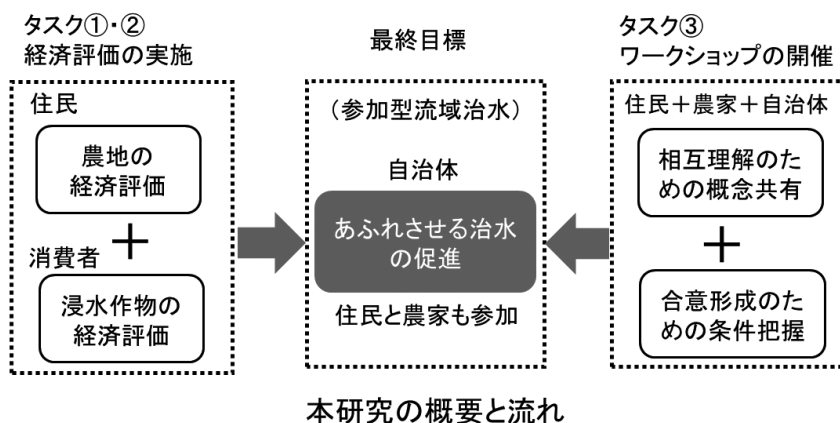 タスク①・②
経済評価の実施
住民
農地の
経済評価
＋
消費者
浸水作物の
経済評価
最終目標
（参加型流域治水）
自治体
あふれさせる治水
の促進
住民と農家も参加
タスク③
ワークショップの開催
住民＋農家＋自治体
相互理解のた
めの概念共有
＋
合意形成のた
めの条件把握
本研究の概要と流れ